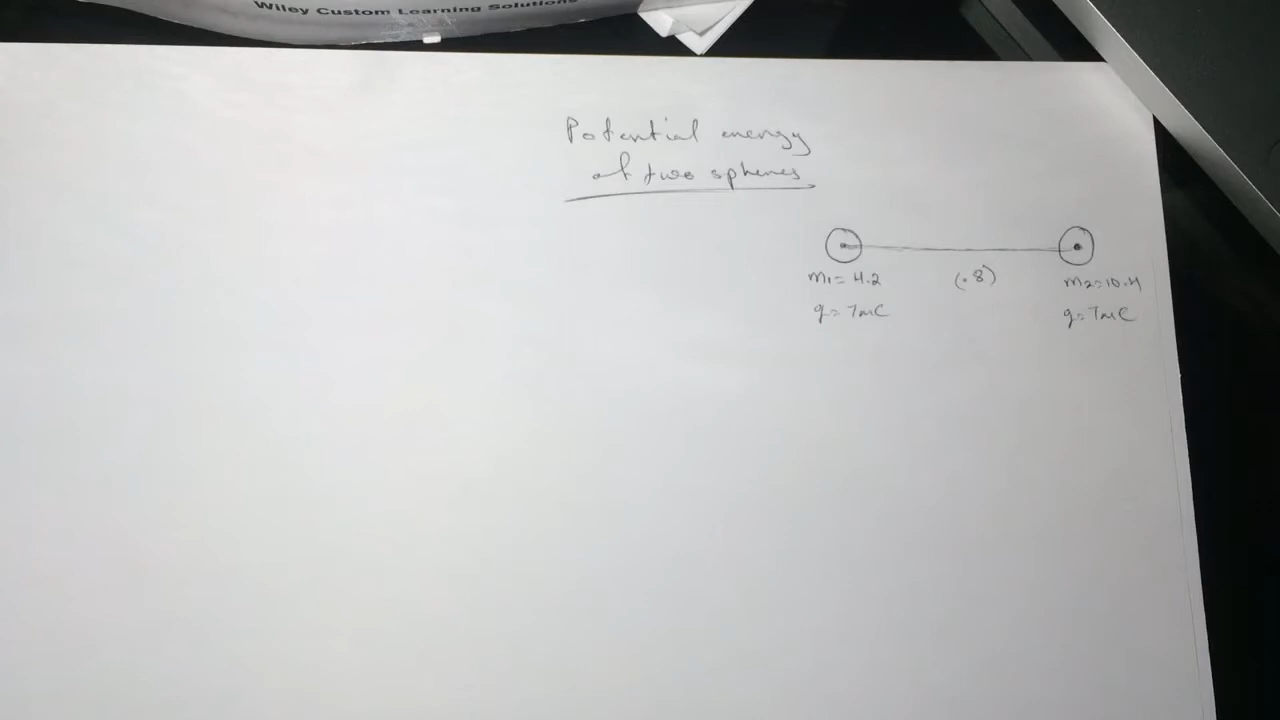 Wiley Custom Learning Solutions
Potential energy
of two spheres
m1 = 4.2
(.8)
m2 = 10.4
q = 7mC
q = 7mC